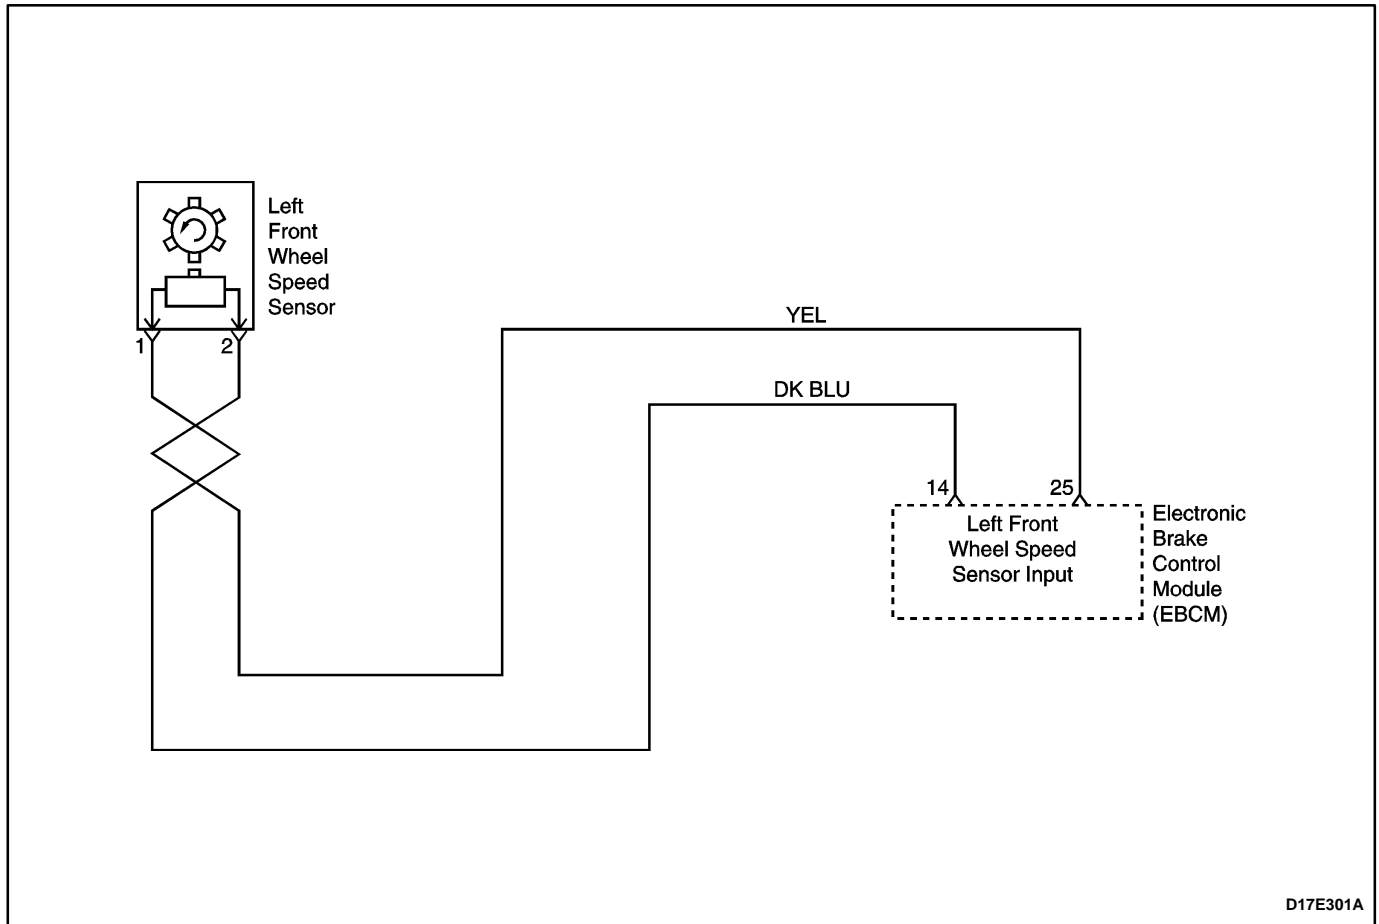 Left
Front
Wheel
Speed
Sensor
1
2
YEL
DK BLU
14
25
Left Front
Wheel Speed
Sensor Input
Electronic
Brake
Control
Module
(EBCM)
D17E301A